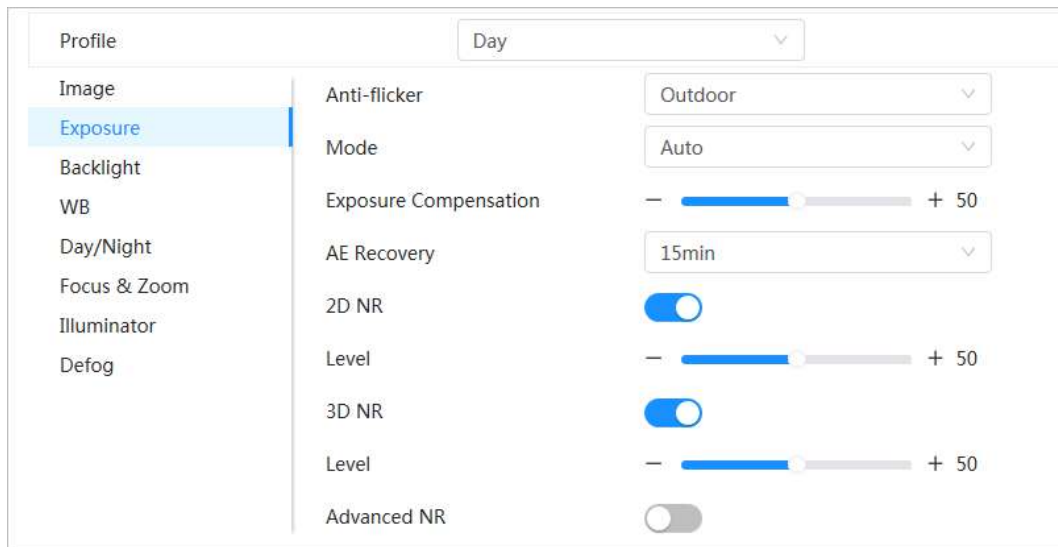 Profile Day
Image
Exposure
Backlight
WB
Day/Night
Focus & Zoom
Illuminator
Defog
Anti-flicker Outdoor
Mode Auto
Exposure Compensation − + 50
AE Recovery 15min
2D NR
Level − + 50
3D NR
Level − + 50
Advanced NR